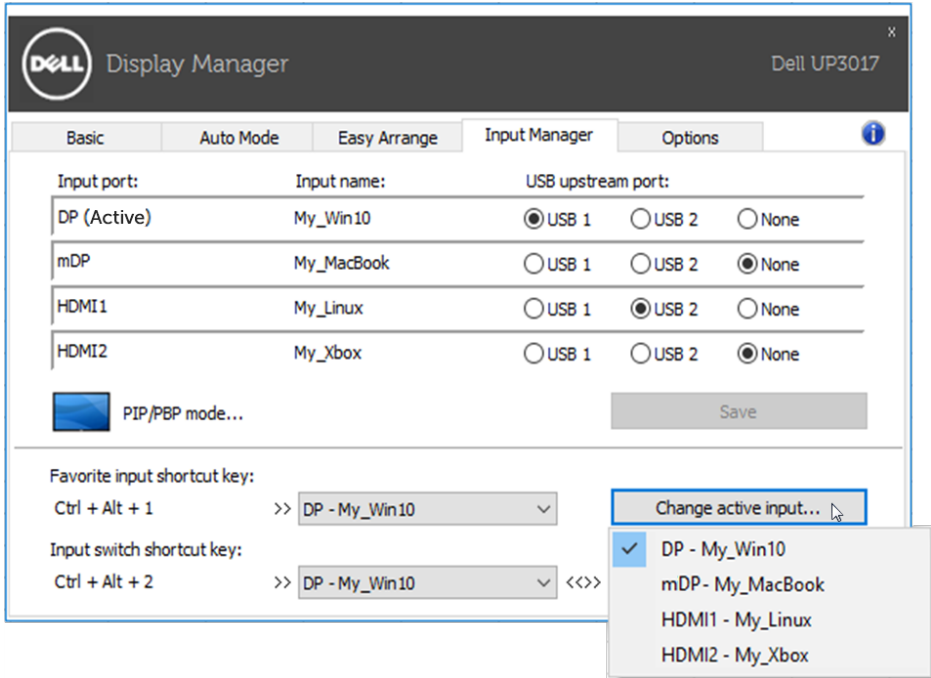 x
DELL Display Manager Dell UP3017
Basic Auto Mode Easy Arrange Input Manager Options i
Input port: Input name: USB upstream port:
DP (Active) My_Win10 USB 1 USB 2 None
mDP My_MacBook USB 1 USB 2 None
HDMI1 My_Linux USB 1 USB 2 None
HDMI2 My_Xbox USB 1 USB 2 None
PIP/PBP mode... Save
Favorite input shortcut key:
Ctrl + Alt + 1 >> DP - My_Win10 Change active input...
Input switch shortcut key:
Ctrl + Alt + 2 >> DP - My_Win10 <<>>
DP - My_Win10
mDP- My_MacBook
HDMI1 - My_Linux
HDMI2 - My_Xbox